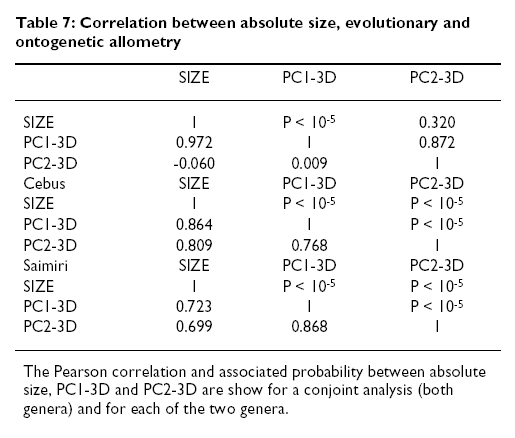 Table 7: Correlation between absolute size, evolutionary and
ontogenetic allometry
SIZE PC1-3D PC2-3D
SIZE 1 P < 10-5 0.320
PC1-3D 0.972 1 0.872
PC2-3D -0.060 0.009 1
Cebus SIZE PC1-3D PC2-3D
SIZE 1 P < 10-5 P < 10-5
PC1-3D 0.864 1 P < 10-5
PC2-3D 0.809 0.768 1
Saimiri SIZE PC1-3D PC2-3D
SIZE 1 P < 10-5 P < 10-5
PC1-3D 0.723 1 P < 10-5
PC2-3D 0.699 0.868 1
The Pearson correlation and associated probability between absolute
size, PC1-3D and PC2-3D are show for a conjoint analysis (both
genera) and for each of the two genera.